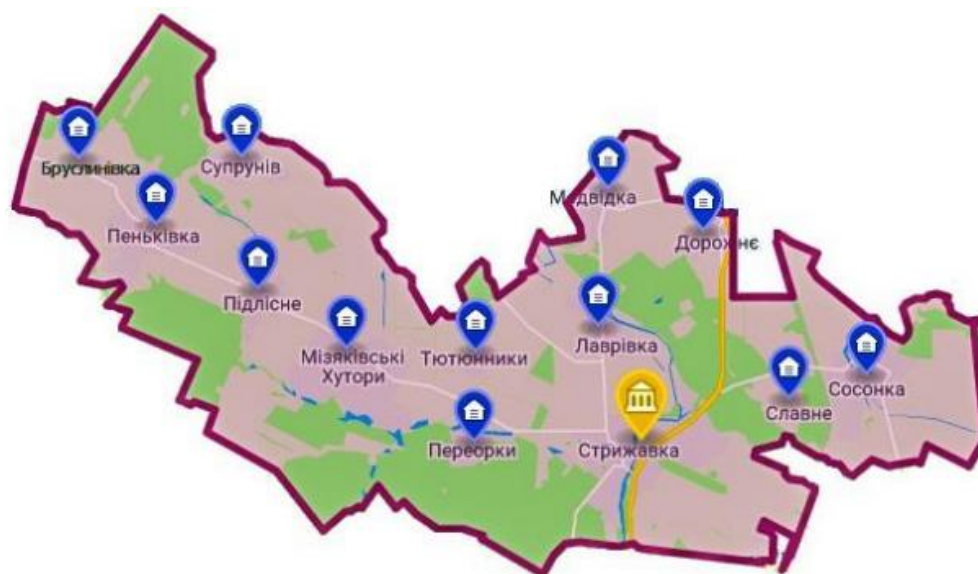 Бруслинівка
Супрунів
Медвідка
Пеньківка
Дорожнє
Підлісне
Мізяківські
Хутори
Тютюнники
Лаврівка
Сосонка
Славне
Переорки
Стрижавка